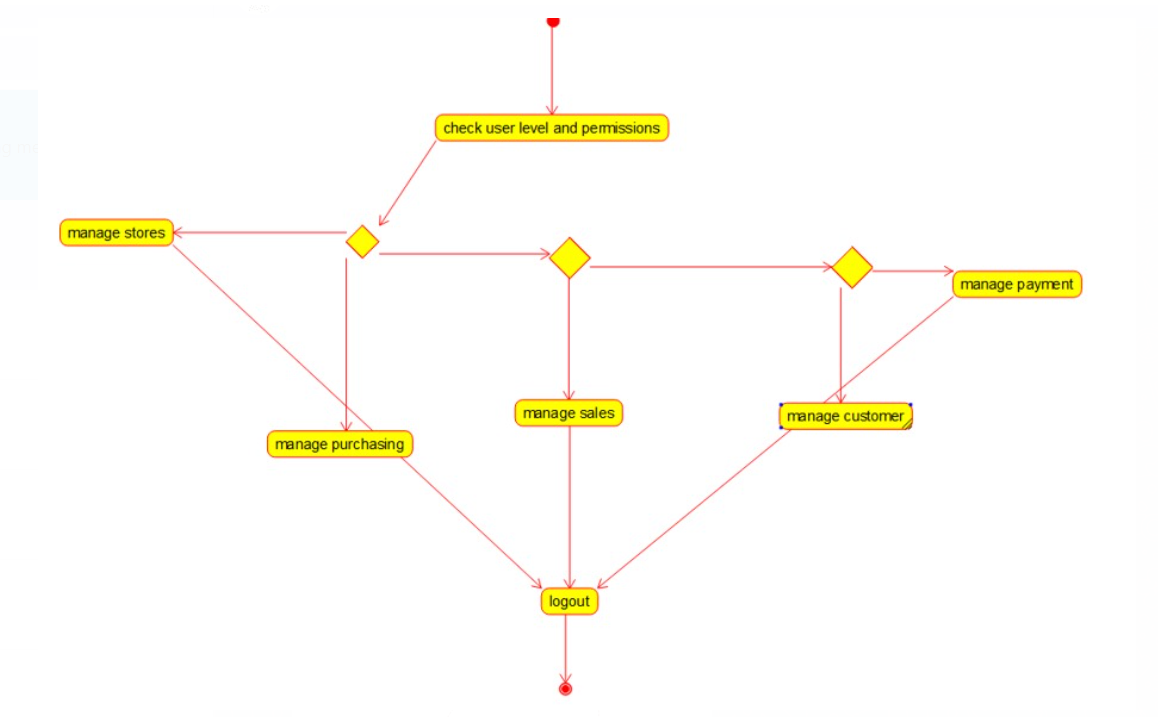 check user level and permissions
manage stores
manage payment
manage sales
manage customer
manage purchasing
logout